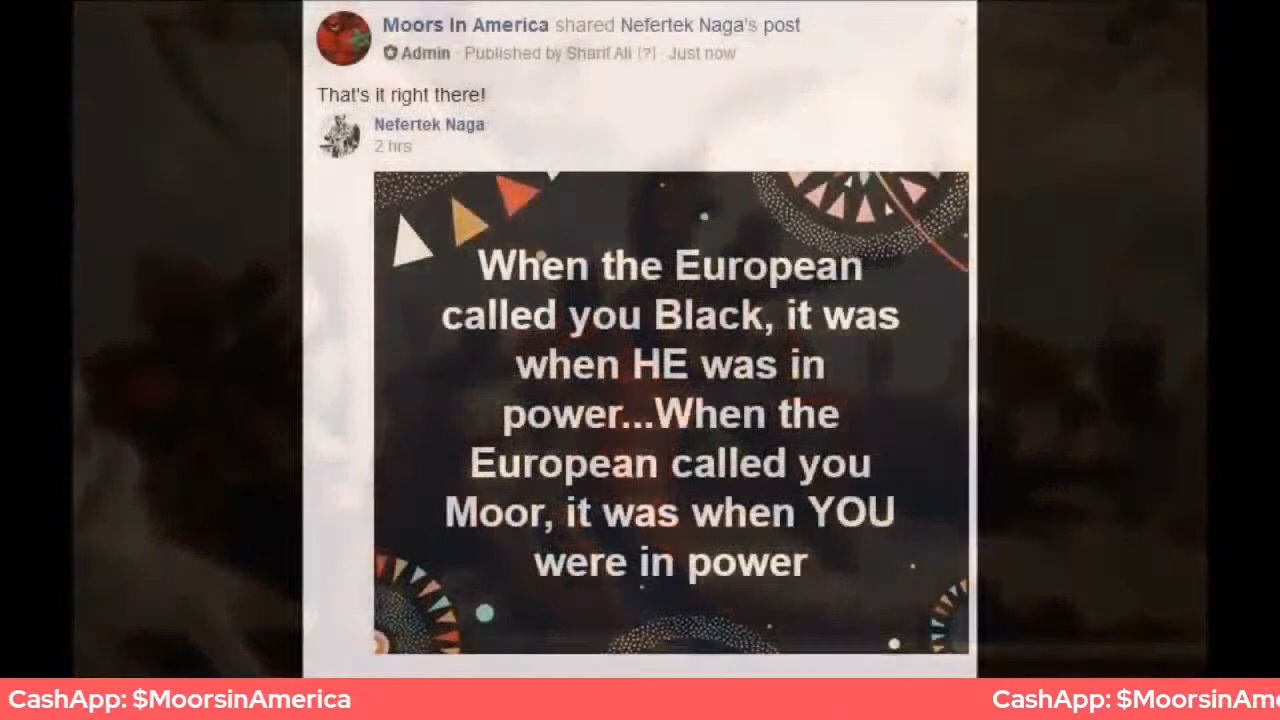 Moors In America shared Nefertek Naga's post
Admin · Published by Sharif Ali [?] · Just now
That's it right there!
Nefertek Naga
2 hrs
When the European
called you Black, it was
when HE was in
power...When the
European called you
Moor, it was when YOU
were in power
CashApp: $MoorsinAmerica
CashApp: $MoorsinAme